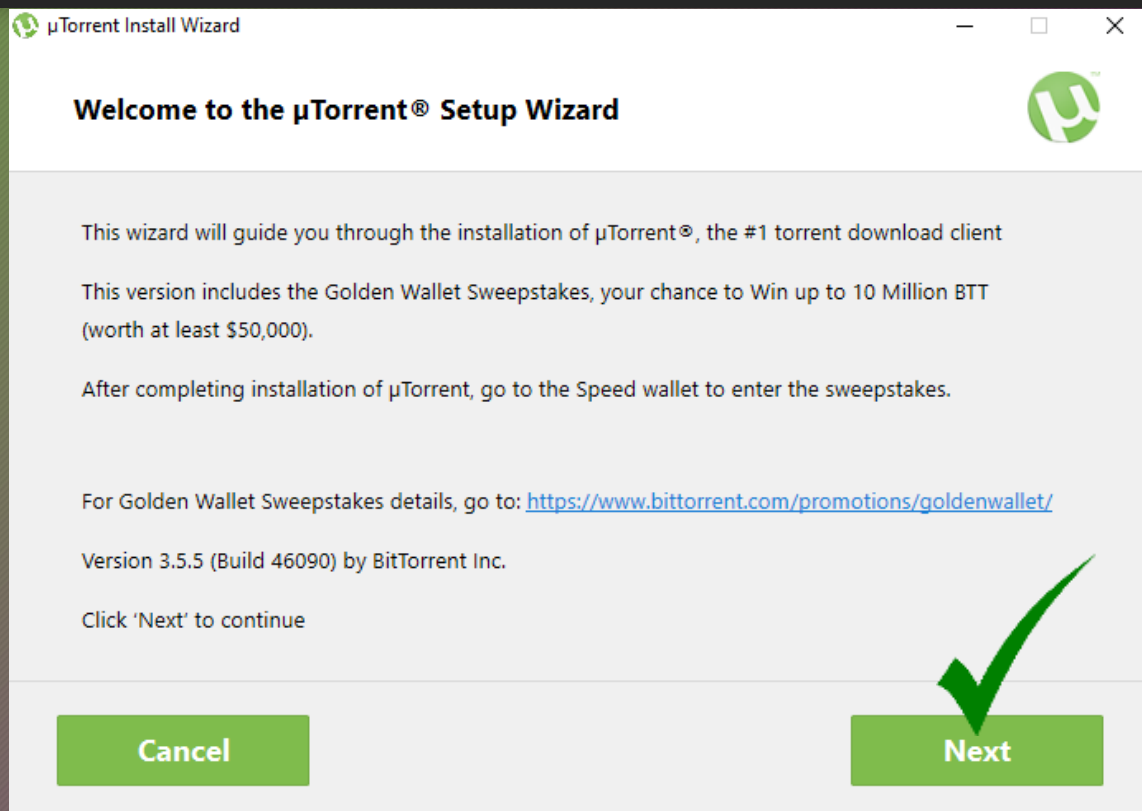 µTorrent Install Wizard
Welcome to the µTorrent® Setup Wizard
This wizard will guide you through the installation of µTorrent®, the #1 torrent download client
This version includes the Golden Wallet Sweepstakes, your chance to Win up to 10 Million BTT
(worth at least $50,000).
After completing installation of µTorrent, go to the Speed wallet to enter the sweepstakes.
For Golden Wallet Sweepstakes details, go to: https://www.bittorrent.com/promotions/goldenwallet/
Version 3.5.5 (Build 46090) by BitTorrent Inc.
Click ‘Next’ to continue
Cancel
Next